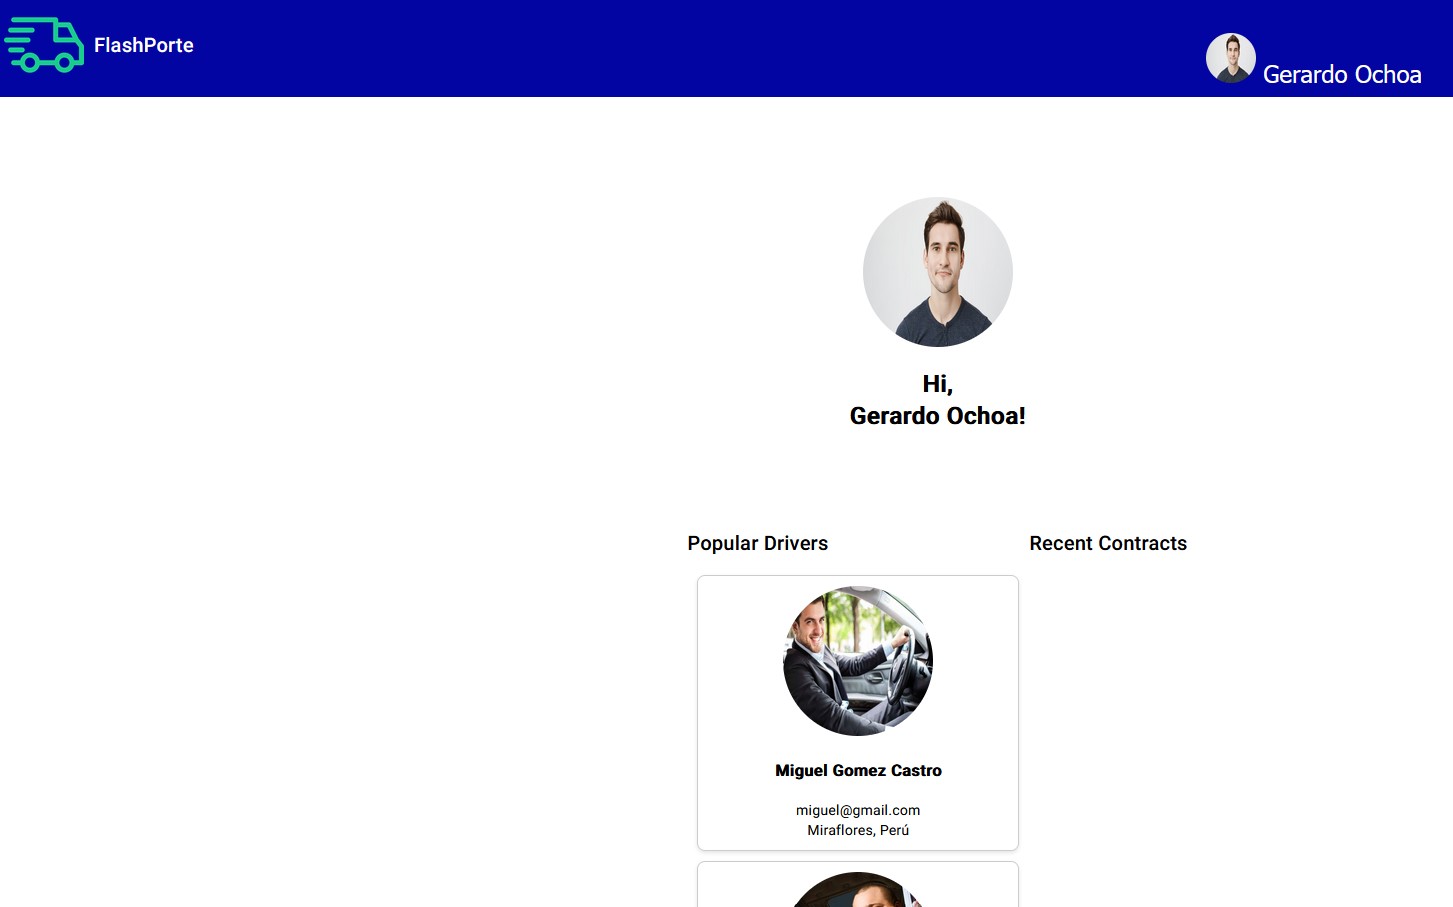 FlashPorte
Gerardo Ochoa
Hi,
Gerardo Ochoa!
Popular Drivers
Recent Contracts
Miguel Gomez Castro
miguel@gmail.com
Miraflores, Perú